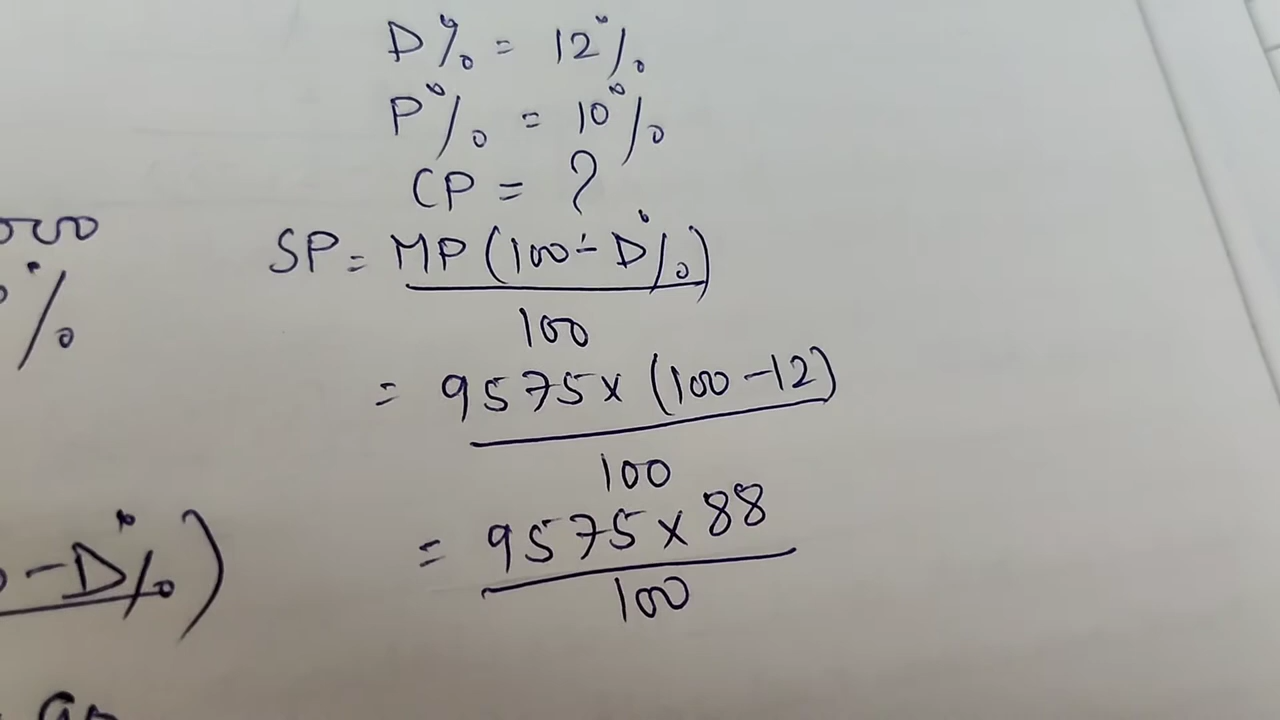 D% = 12%
P% = 10%
CP = ?
SP = MP (100 - D%)
100
= 9575 x (100 - 12)
100
= 9575 x 88
100
%
- D%)